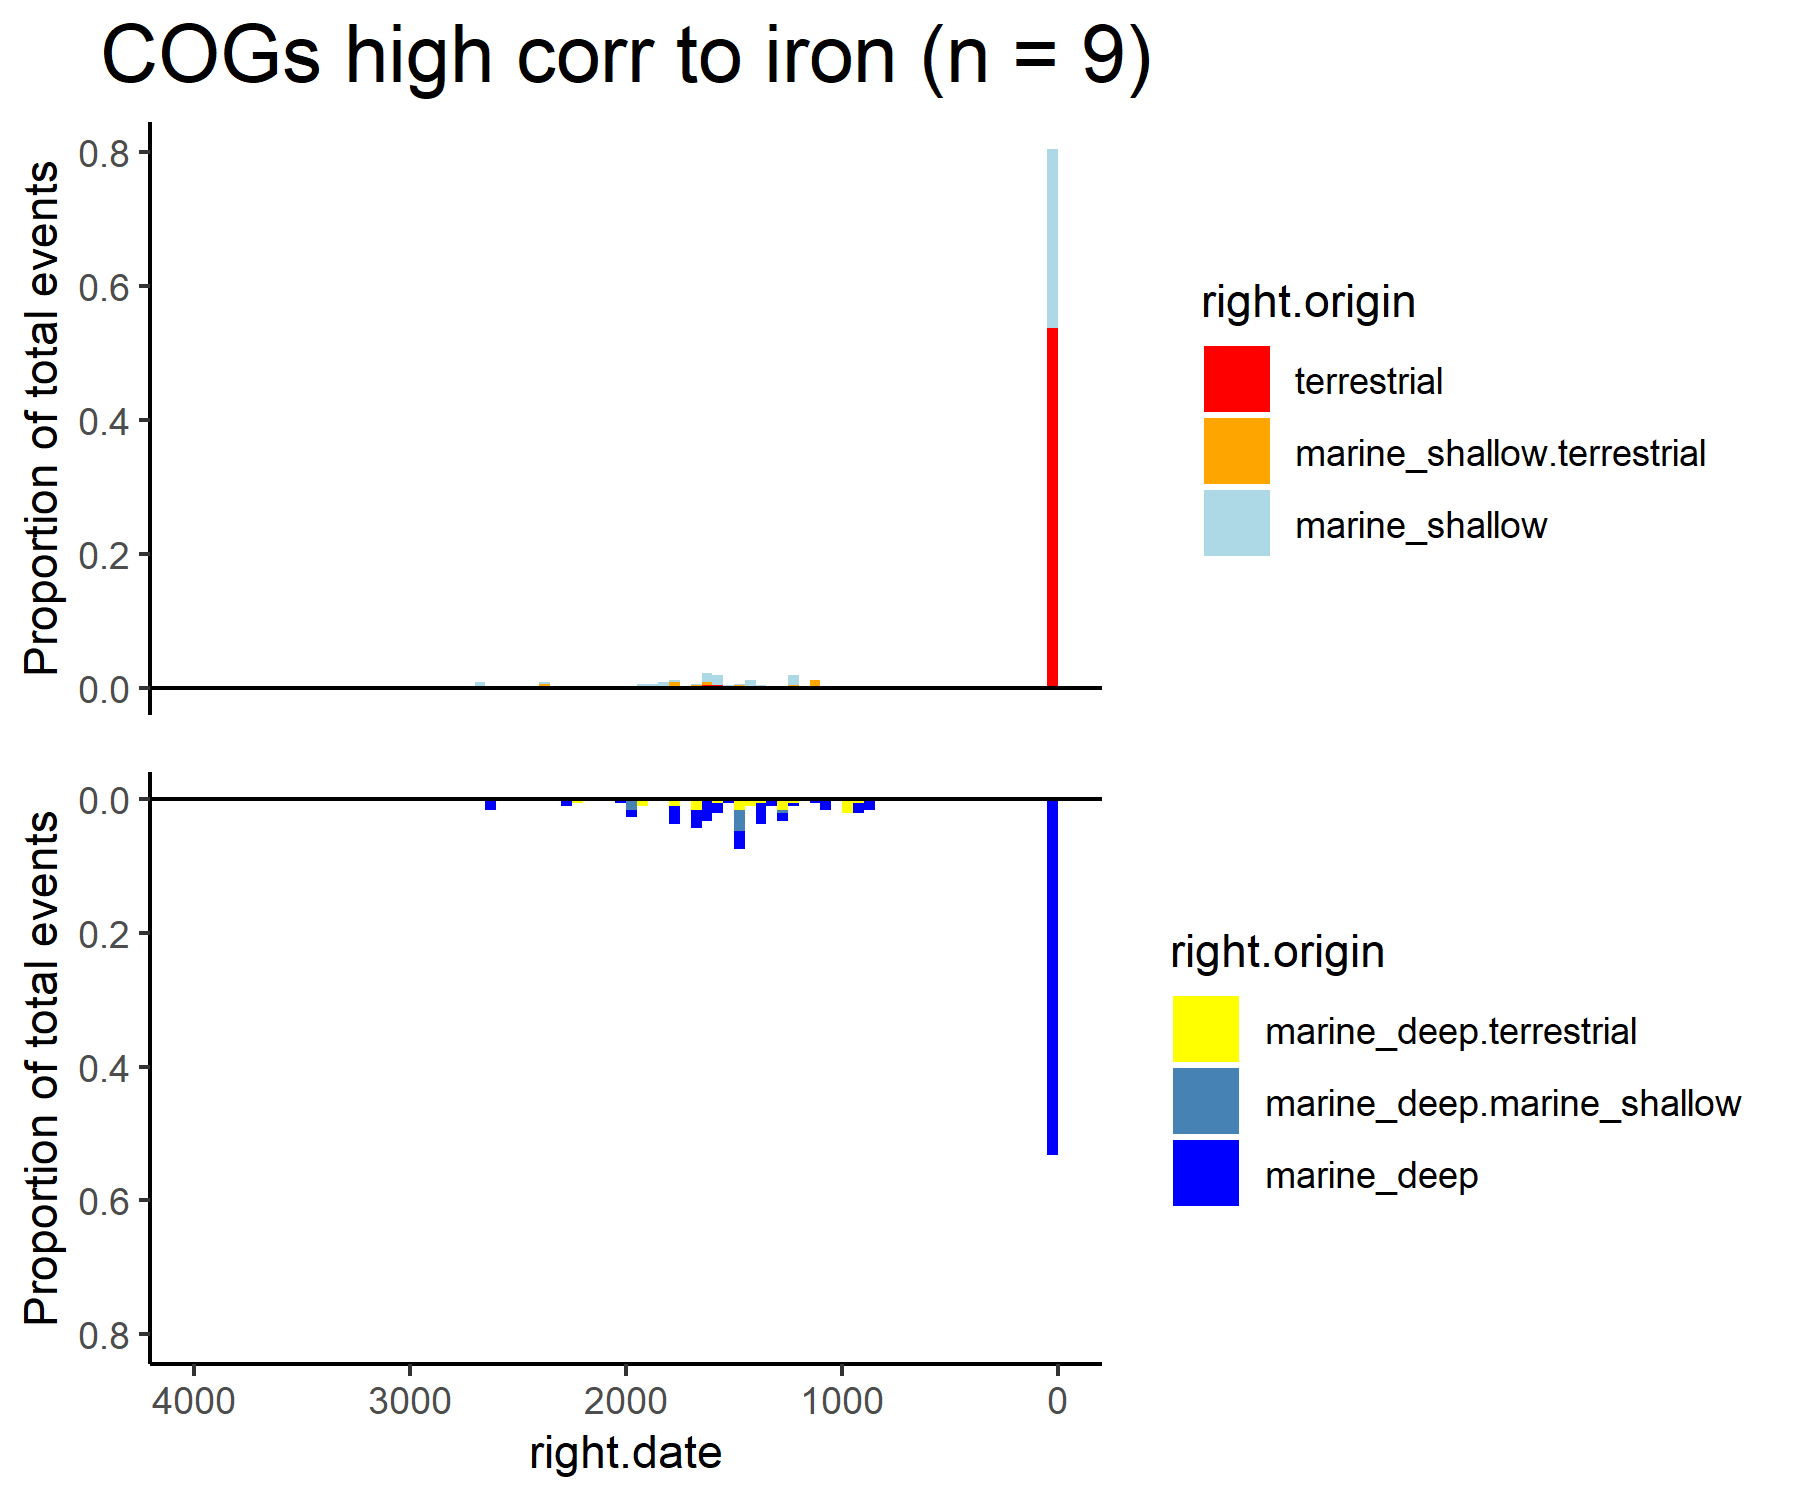 COGs high corr to iron (n = 9)
Proportion of total events
0.8
0.6
0.4
0.2
0.0
right.origin
terrestrial
marine_shallow.terrestrial
marine_shallow
Proportion of total events
0.0
0.2
0.4
0.6
0.8
right.origin
marine_deep.terrestrial
marine_deep.marine_shallow
marine_deep
4000 3000 2000 1000 0
right.date